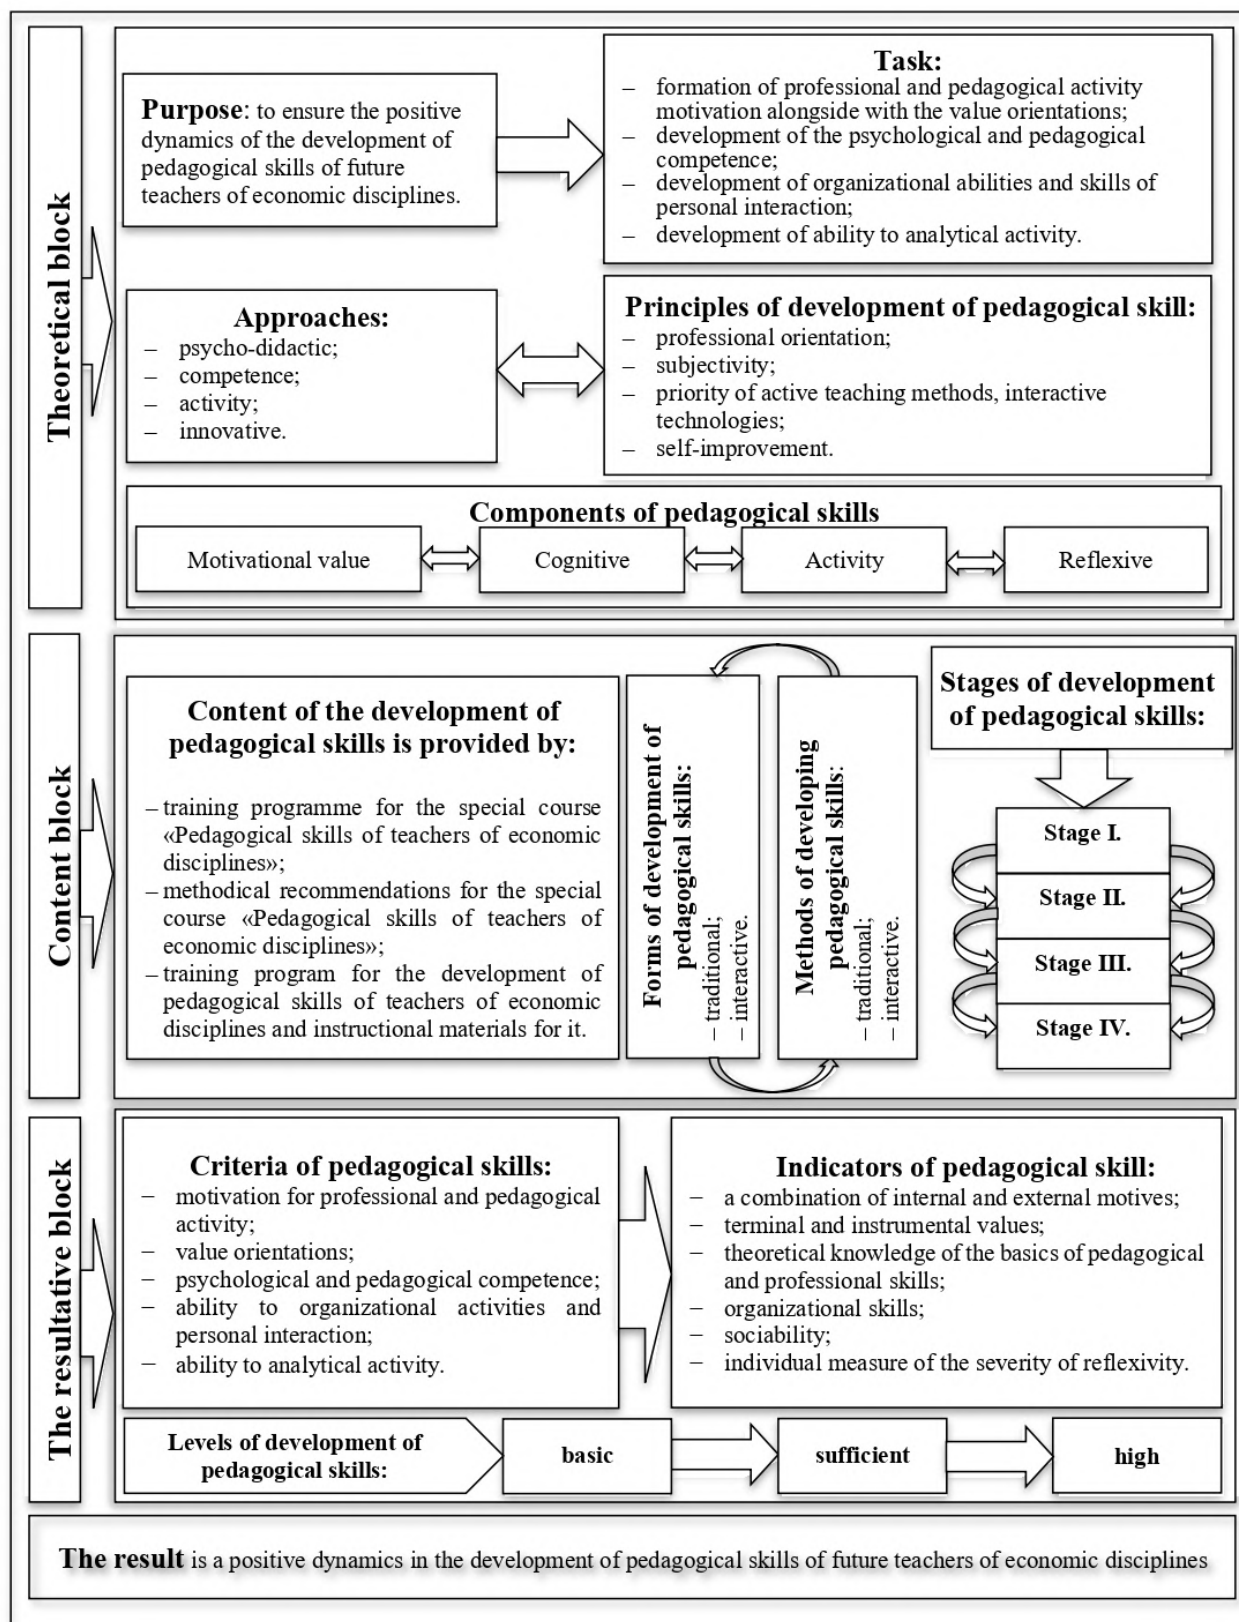 Theoretical block
Purpose: to ensure the positive
dynamics of the development of
pedagogical skills of future
teachers of economic disciplines.
Task:
– formation of professional and pedagogical activity
motivation alongside with the value orientations;
– development of the psychological and pedagogical
competence;
– development of organizational abilities and skills of
personal interaction;
– development of ability to analytical activity.
Approaches:
– psycho-didactic;
– competence;
– activity;
– innovative.
Principles of development of pedagogical skill:
– professional orientation;
– subjectivity;
– priority of active teaching methods, interactive
technologies;
– self-improvement.
Components of pedagogical skills
Motivational value
Cognitive
Activity
Reflexive
Content block
Content of the development of
pedagogical skills is provided by:
– training programme for the special course
«Pedagogical skills of teachers of economic
disciplines»;
– methodical recommendations for the special
course «Pedagogical skills of teachers of
economic disciplines»;
– training program for the development of
pedagogical skills of teachers of economic
disciplines and instructional materials for it.
Forms of development of
pedagogical skills:
– traditional;
– interactive.
Methods of developing
pedagogical skills:
– traditional;
– interactive.
Stages of development
of pedagogical skills:
Stage I.
Stage II.
Stage III.
Stage IV.
The resultative block
Criteria of pedagogical skills:
– motivation for professional and pedagogical
activity;
– value orientations;
– psychological and pedagogical competence;
– ability to organizational activities and
personal interaction;
– ability to analytical activity.
Indicators of pedagogical skill:
– a combination of internal and external motives;
– terminal and instrumental values;
– theoretical knowledge of the basics of pedagogical
and professional skills;
– organizational skills;
– sociability;
– individual measure of the severity of reflexivity.
Levels of development of
pedagogical skills:
basic
sufficient
high
The result is a positive dynamics in the development of pedagogical skills of future teachers of economic disciplines